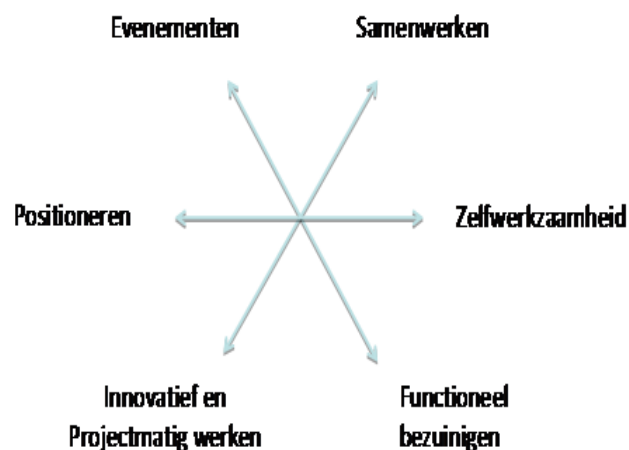 Evenementen
Samenwerken
Positioneren
Zelfwerkzaamheid
Innovatief en
Projectmatig werken
Functioneel
bezuinigen